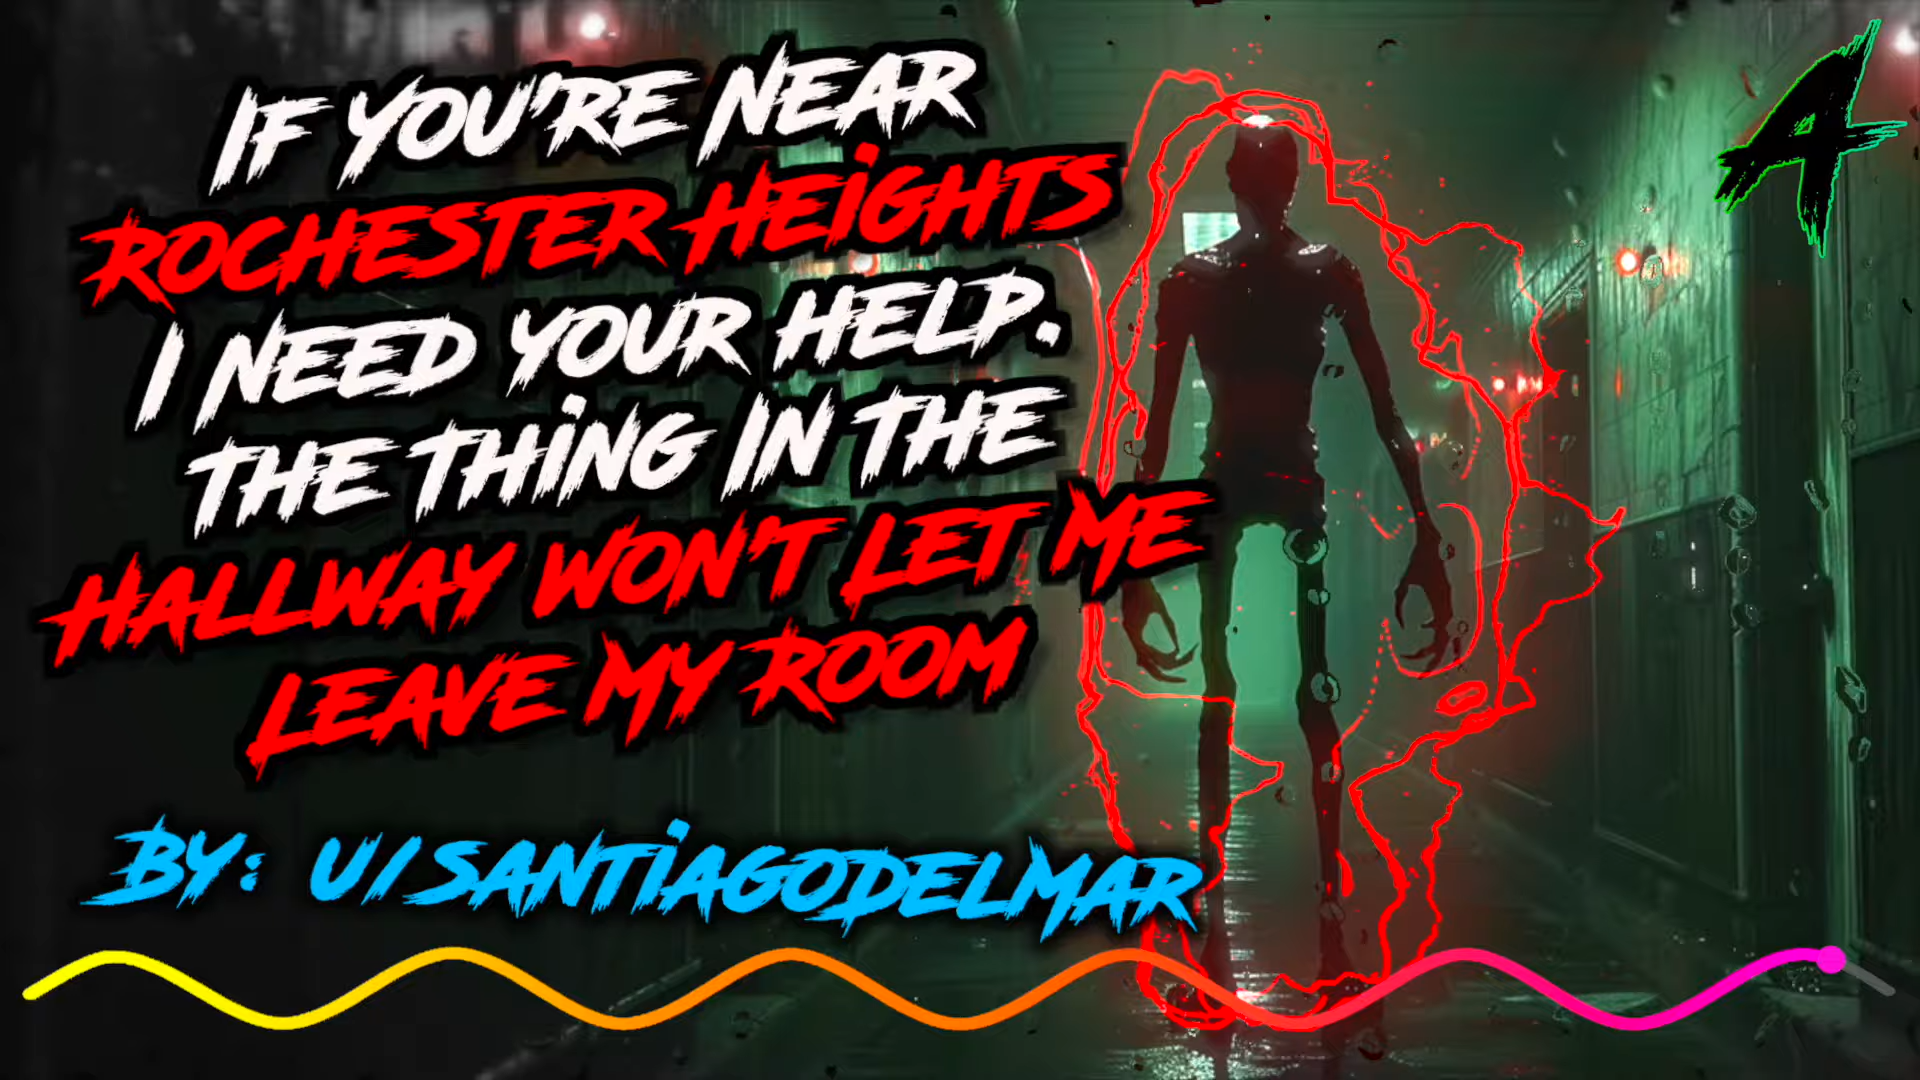 IF YOU'RE NEAR
ROCHESTER HEIGHTS
I NEED YOUR HELP.
THE THING IN THE
HALLWAY WON'T LET ME
LEAVE MY ROOM
BY: U/SANTIAGODELMAR
A